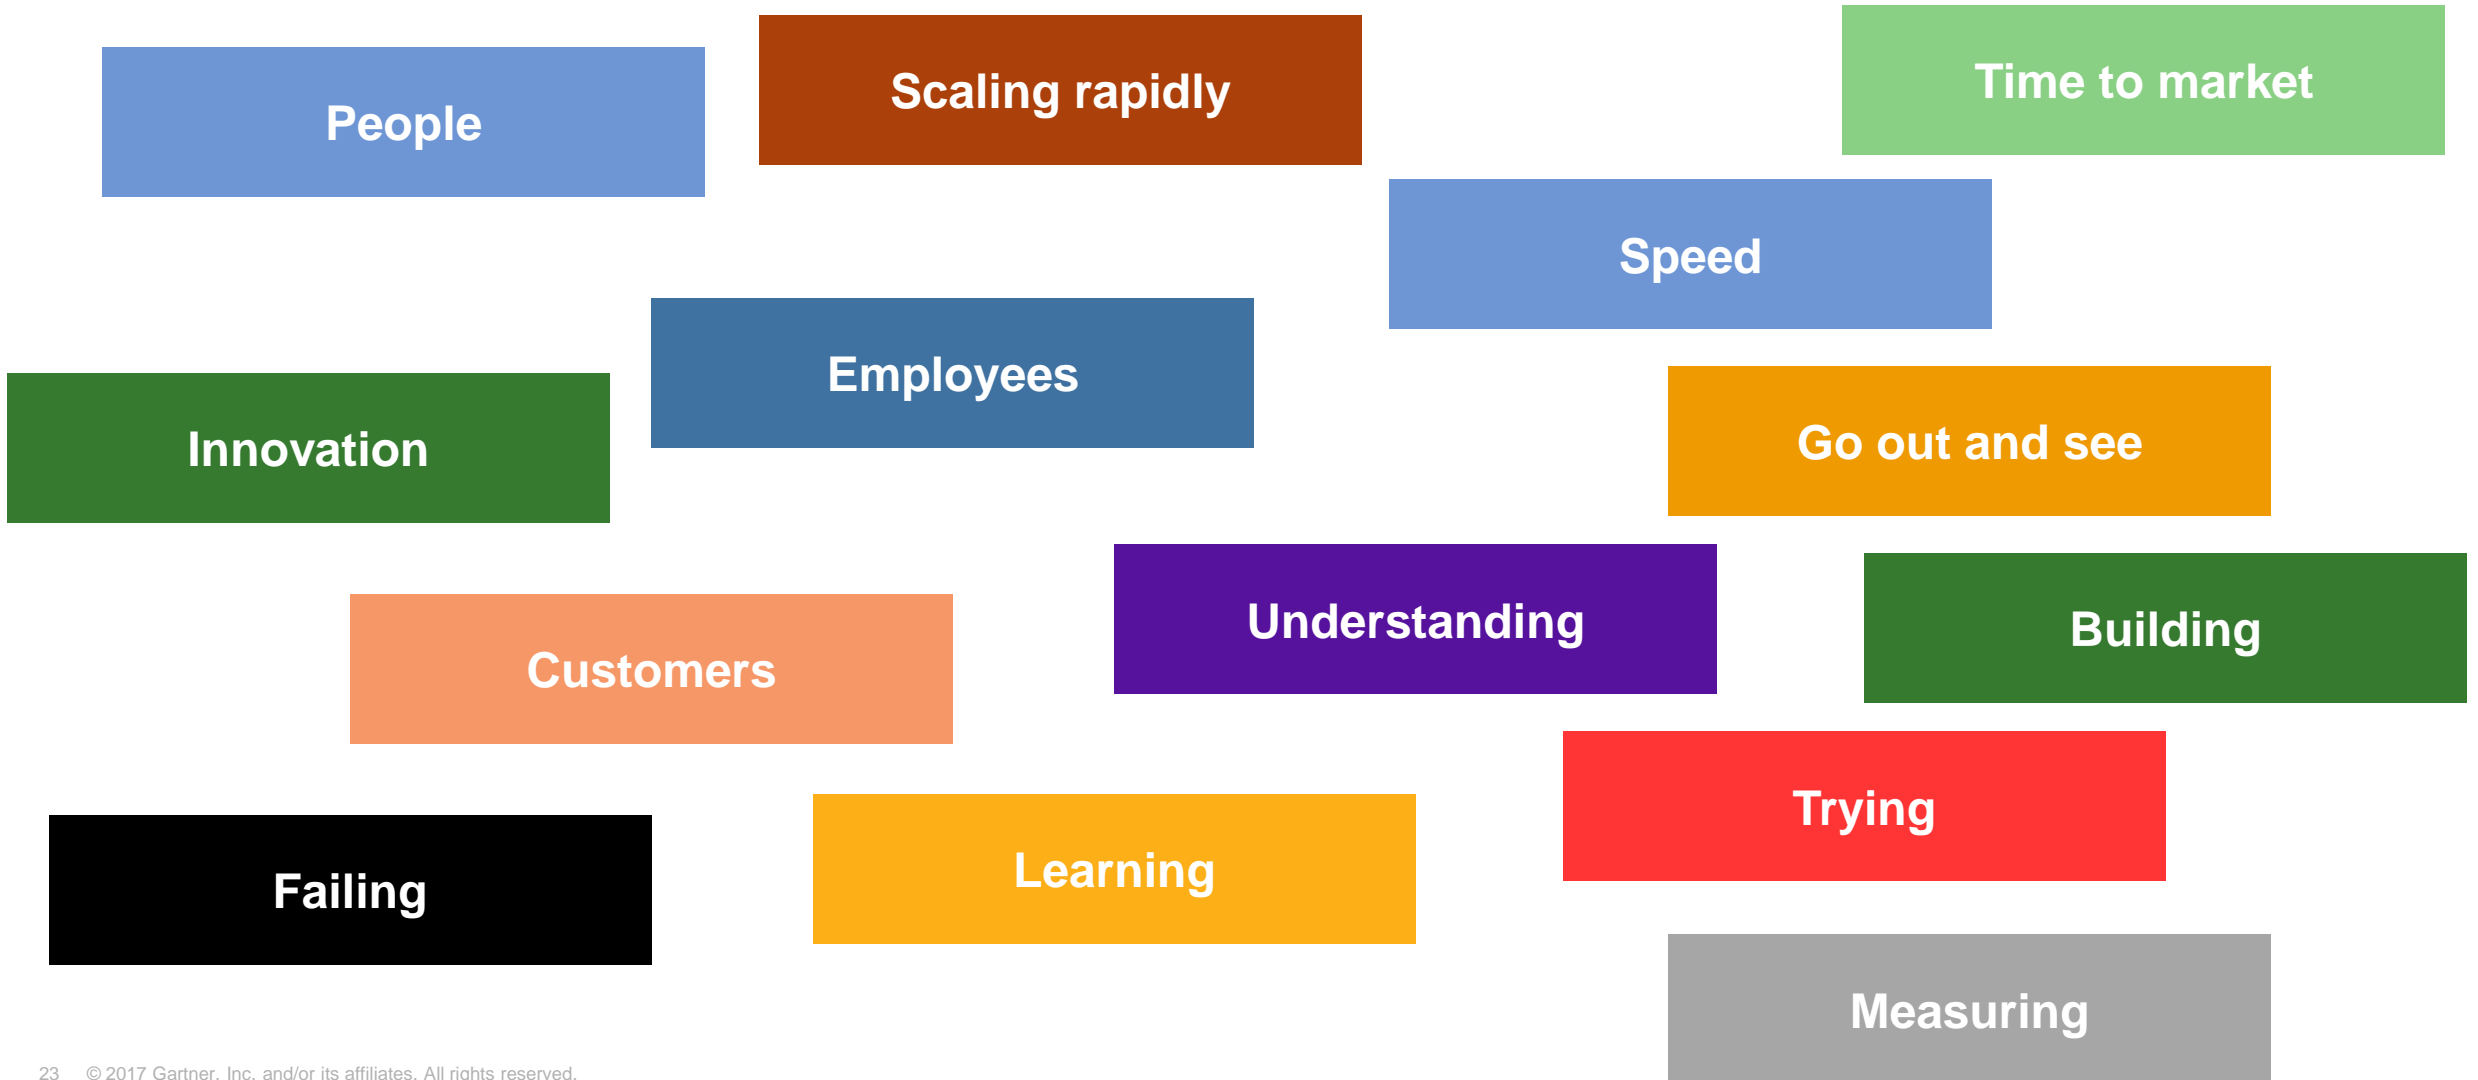 Scaling rapidly
Time to market
People
Speed
Employees
Innovation
Go out and see
Understanding
Building
Customers
Trying
Learning
Failing
Measuring
23 © 2017 Gartner, Inc. and/or its affiliates. All rights reserved.